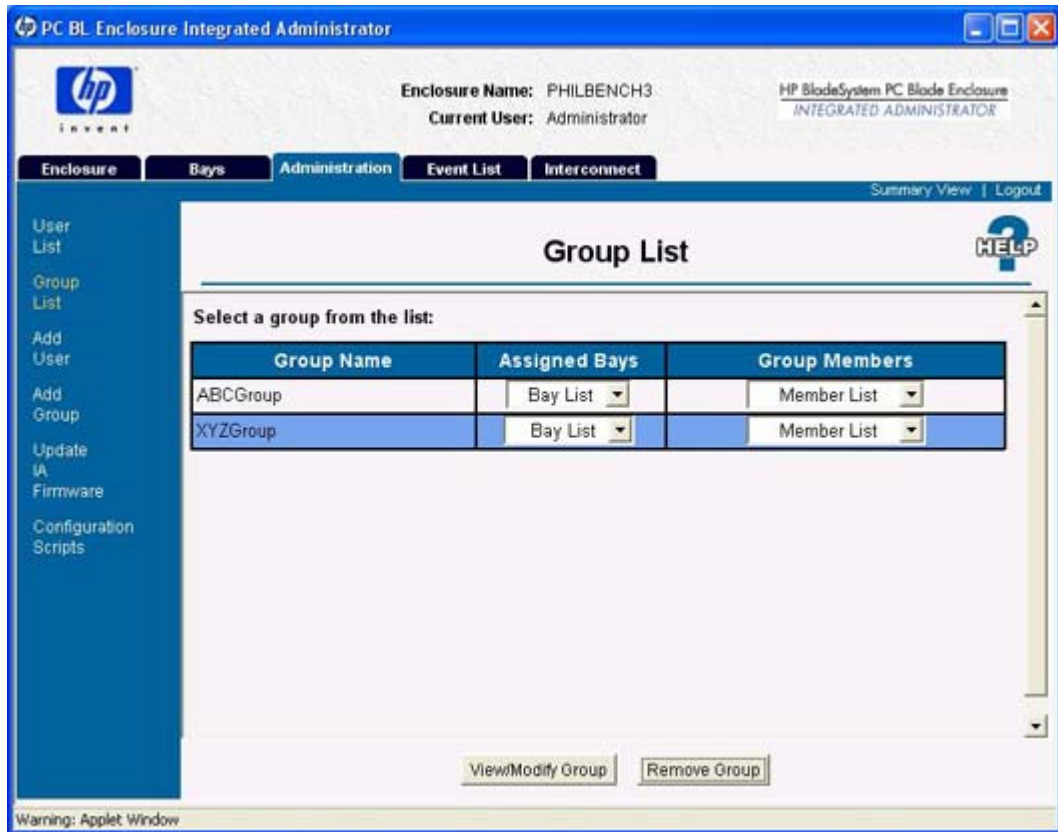 PC BL Enclosure Integrated Administrator
hp
invent
Enclosure Name: PHILBENCH3
Current User: Administrator
HP BladeSystem PC Blade Enclosure
INTEGRATED ADMINISTRATOR
Enclosure Bays Administration Event List Interconnect
Summary View | Logout
User
List
Group
List
Add
User
Add
Group
Update
IA
Firmware
Configuration
Scripts
Group List
HELP
Select a group from the list:
Group Name Assigned Bays Group Members
ABCGroup Bay List Member List
XYZGroup Bay List Member List
View/Modify Group Remove Group
Warning: Applet Window